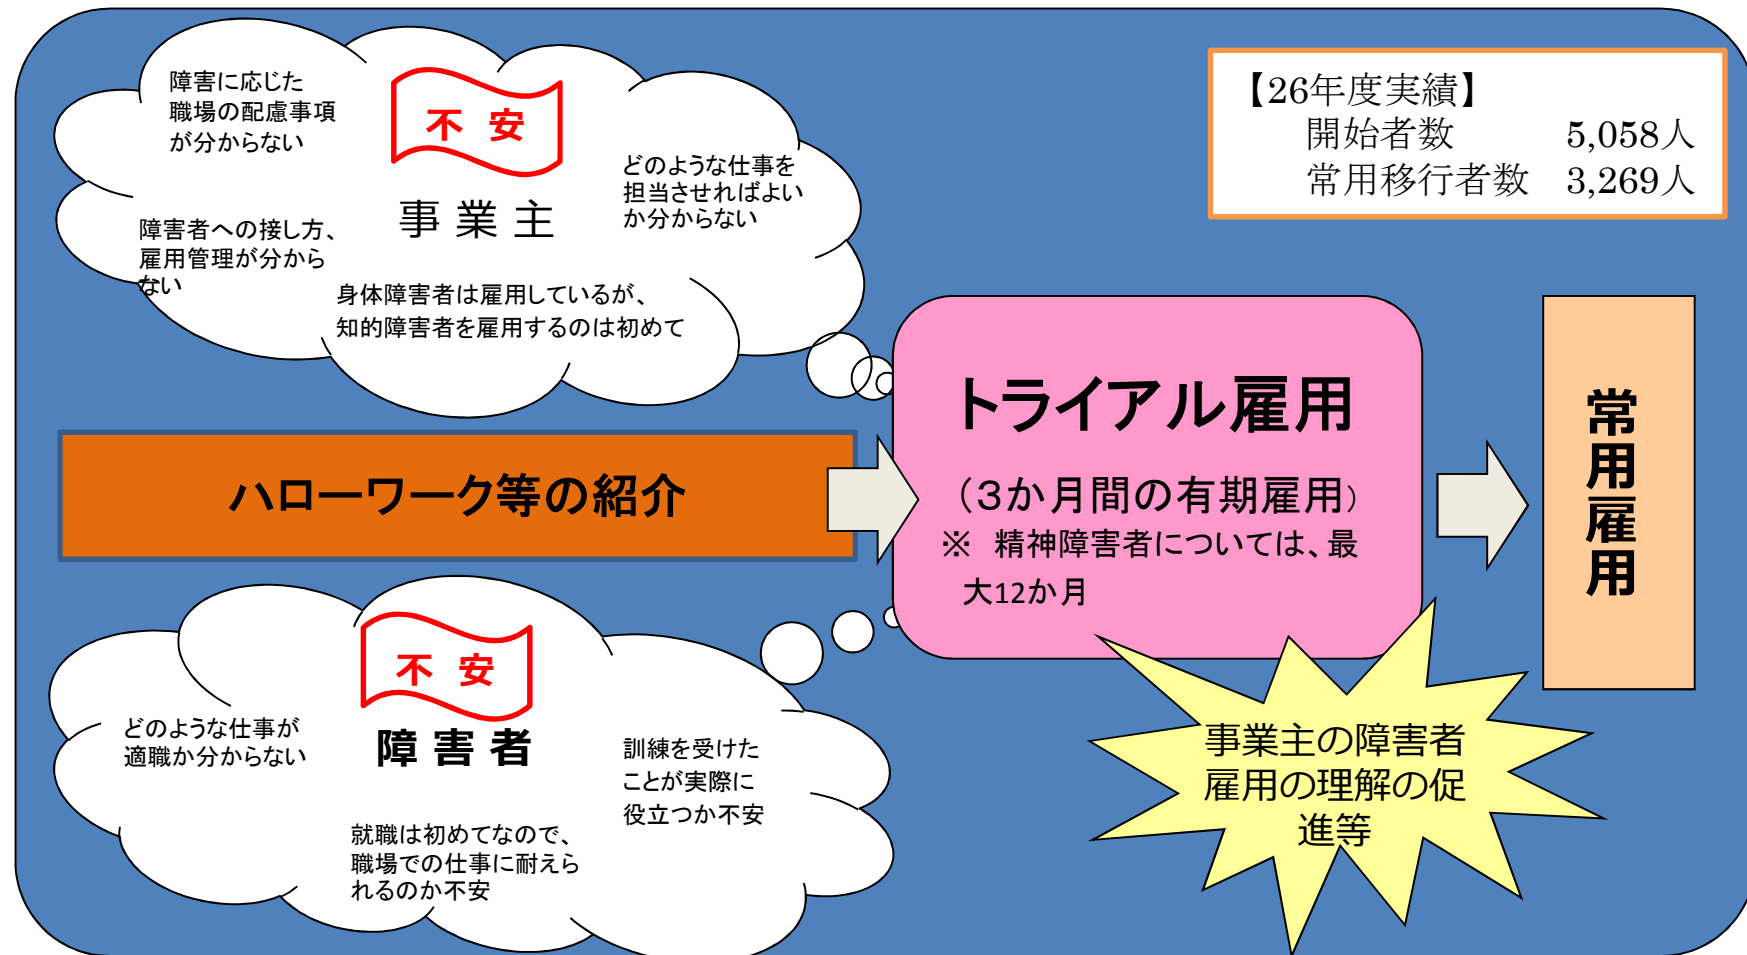 障害に応じた
職場の配慮事項
が分からない
不 安
事 業 主
どのような仕事を
担当させればよい
か分からない
障害者への接し方、
雇用管理が分から
ない
身体障害者は雇用しているが、
知的障害者を雇用するのは初めて
【26年度実績】
開始者数 5,058人
常用移行者数 3,269人
ハローワーク等の紹介
トライアル雇用
(3か月間の有期雇用)
※ 精神障害者については、最
大12か月
常用雇用
不 安
障 害 者
どのような仕事が
適職か分からない
訓練を受けた
ことが実際に
役立つか不安
就職は初めてなので、
職場での仕事に耐えら
れるのか不安
事業主の障害者
雇用の理解の促
進等